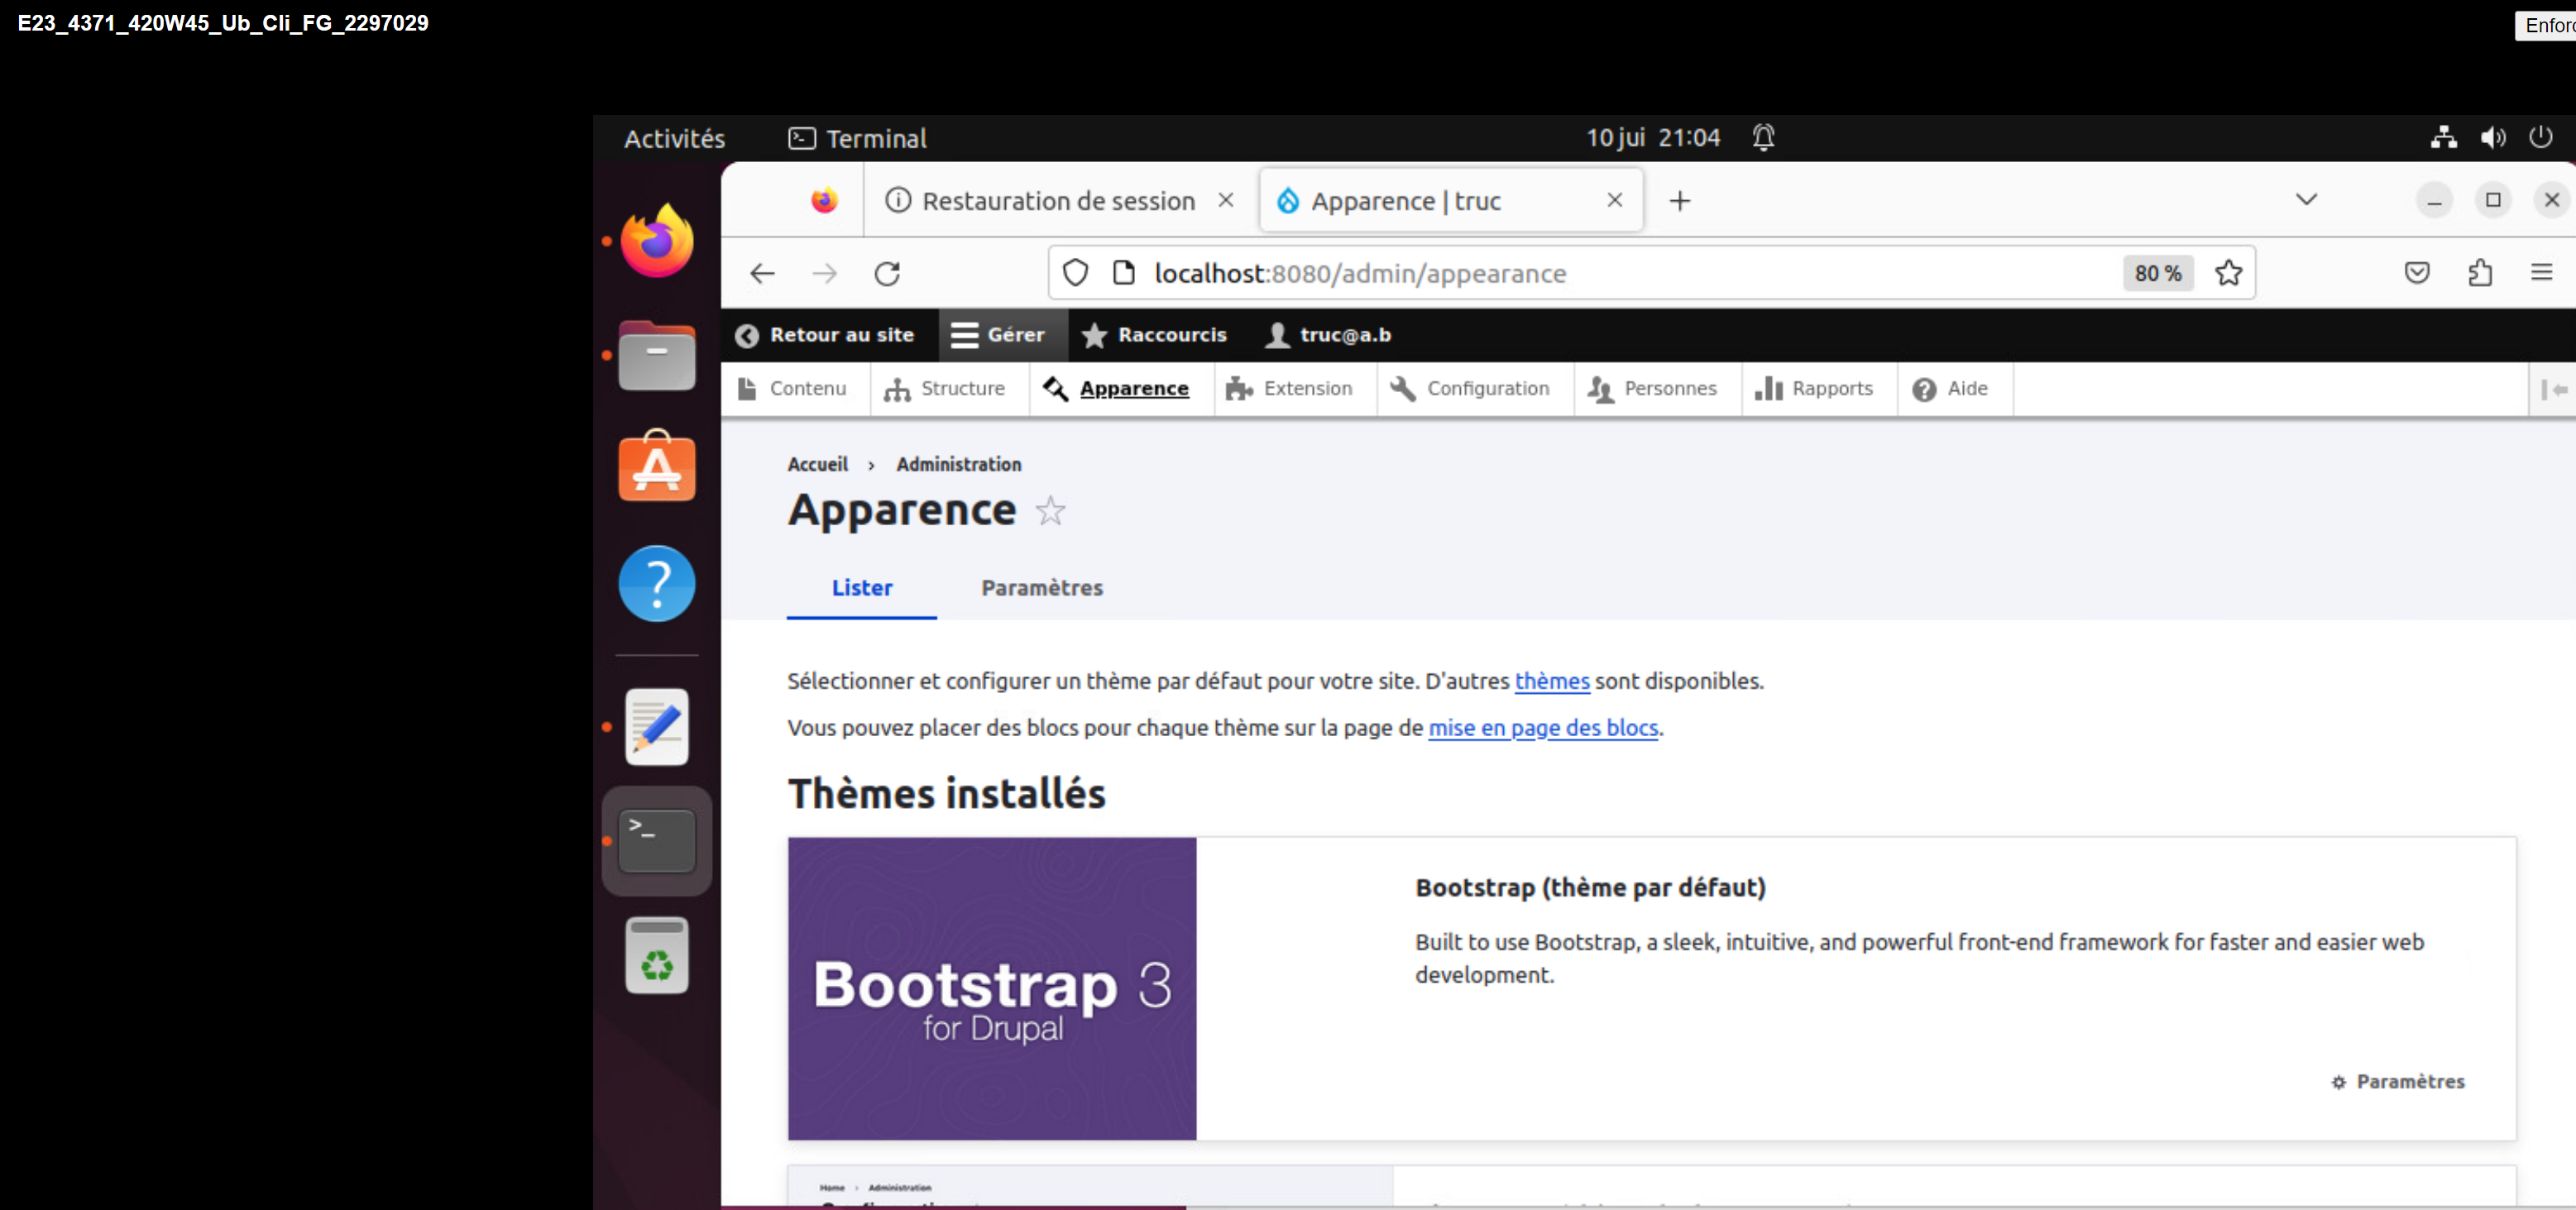 E23_4371_420W45_Ub_Cli_FG_2297029
Activités Terminal 10 jui 21:04
Restauration de session Apparence | truc
localhost:8080/admin/appearance 80 %
Retour au site Gérer Raccourcis truc@a.b
Contenu Structure Apparence Extension Configuration Personnes Rapports Aide
Accueil › Administration
Apparence
Lister Paramètres
Sélectionner et configurer un thème par défaut pour votre site. D'autres thèmes sont disponibles.
Vous pouvez placer des blocs pour chaque thème sur la page de mise en page des blocs.
Thèmes installés
Bootstrap 3
for Drupal
Bootstrap (thème par défaut)
Built to use Bootstrap, a sleek, intuitive, and powerful front-end framework for faster and easier web
development.
Paramètres
Home › Administration